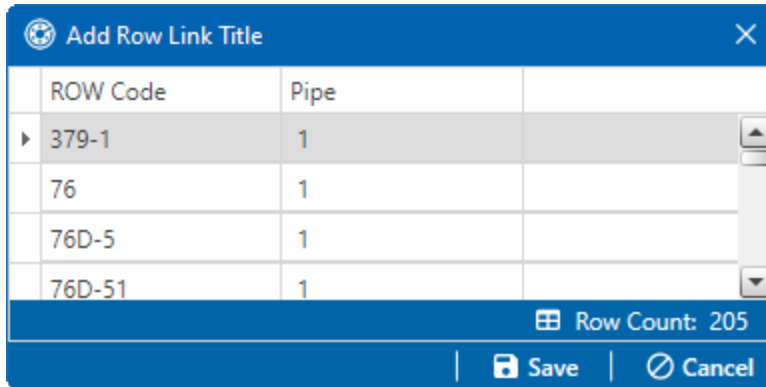 Add Row Link Title
ROW Code Pipe
379-1 1
76 1
76D-5 1
76D-51 1
Row Count: 205
Save Cancel